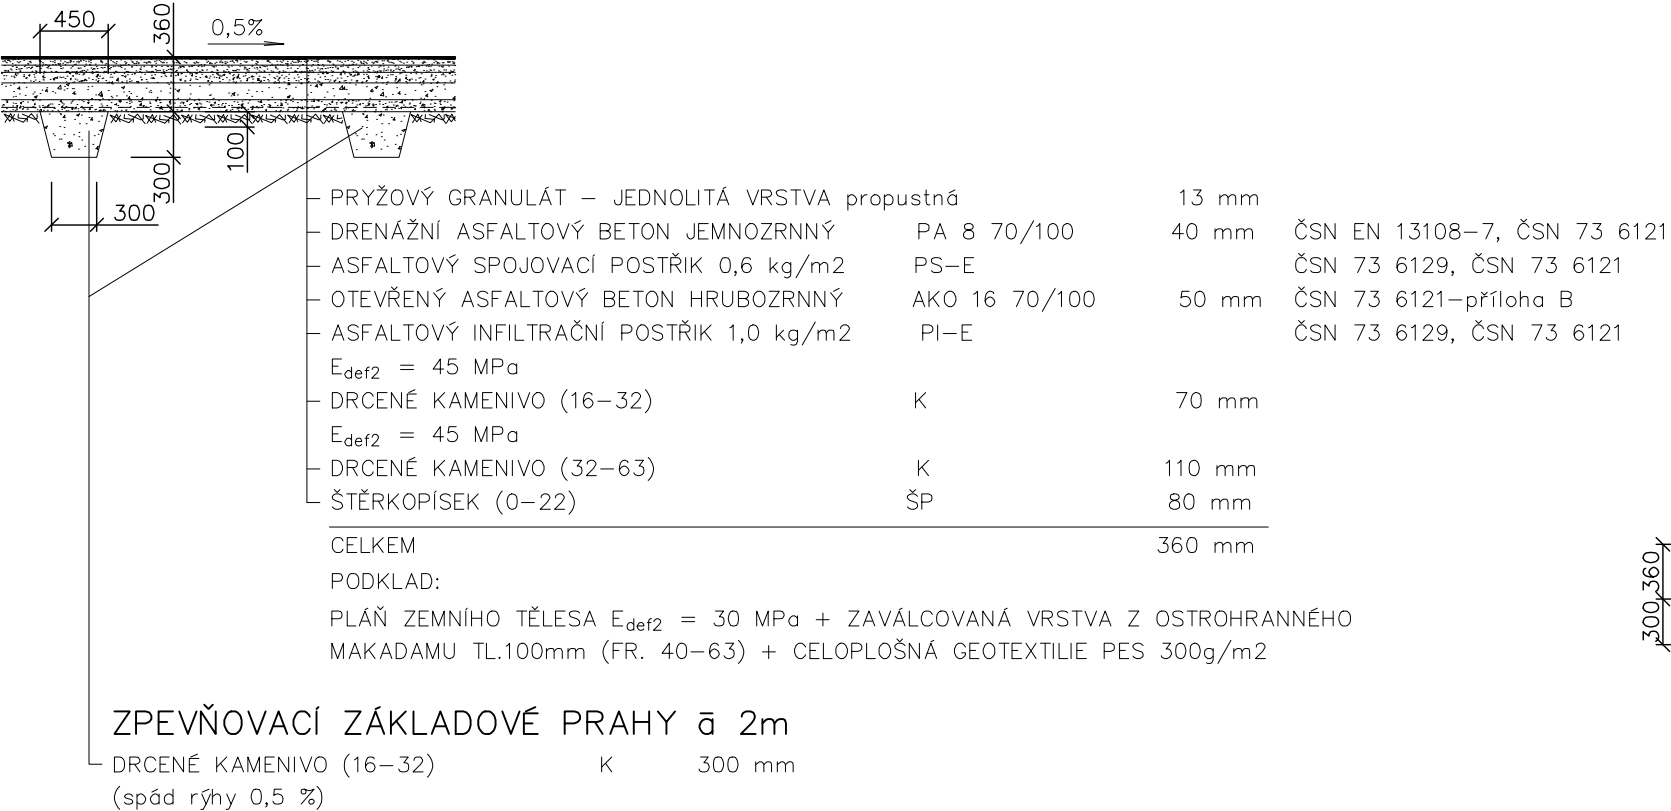 450
360
0,5%
100
300
300
PRYŽOVÝ GRANULÁT – JEDNOLITÁ VRSTVA propustná 13 mm
DRENÁŽNÍ ASFALTOVÝ BETON JEMNOZRNNÝ PA 8 70/100 40 mm ČSN EN 13108–7, ČSN 73 6121
ASFALTOVÝ SPOJOVACÍ POSTŘIK 0,6 kg/m2 PS–E ČSN 73 6129, ČSN 73 6121
OTEVŘENÝ ASFALTOVÝ BETON HRUBOZRNNÝ AKO 16 70/100 50 mm ČSN 73 6121–příloha B
ASFALTOVÝ INFILTRAČNÍ POSTŘIK 1,0 kg/m2 PI–E ČSN 73 6129, ČSN 73 6121
Edef2 = 45 MPa
DRCENÉ KAMENIVO (16–32) K 70 mm
Edef2 = 45 MPa
DRCENÉ KAMENIVO (32–63) K 110 mm
ŠTĚRKOPÍSEK (0–22) ŠP 80 mm
CELKEM 360 mm
PODKLAD:
PLÁŇ ZEMNÍHO TĚLESA Edef2 = 30 MPa + ZAVÁLCOVANÁ VRSTVA Z OSTROHRANNÉHO
MAKADAMU TL.100mm (FR. 40–63) + CELOPLOŠNÁ GEOTEXTILIE PES 300g/m2
360
300
ZPEVŇOVACÍ ZÁKLADOVÉ PRAHY ā 2m
DRCENÉ KAMENIVO (16–32) K 300 mm
(spád rýhy 0,5 %)